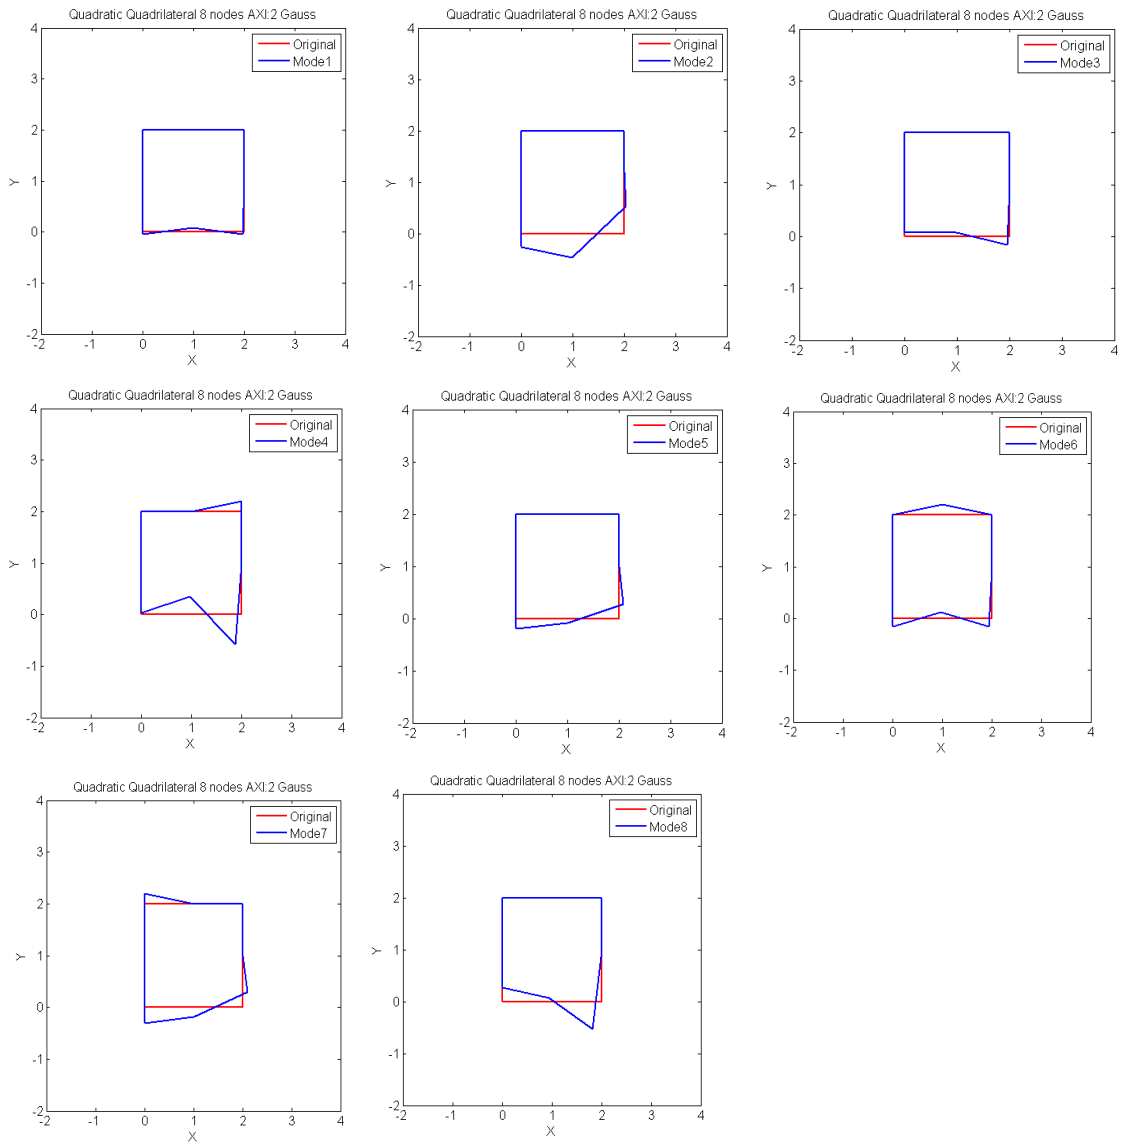 Quadratic Quadrilateral 8 nodes AXI:2 Gauss
Original
Mode1
4
3
2
1
0
-1
-2
Y
-2 -1 0 1 2 3 4
X
Quadratic Quadrilateral 8 nodes AXI:2 Gauss
Original
Mode2
4
3
2
1
0
-1
-2
Y
-2 -1 0 1 2 3 4
X
Quadratic Quadrilateral 8 nodes AXI:2 Gauss
Original
Mode3
4
3
2
1
0
-1
-2
Y
-2 -1 0 1 2 3 4
X
Quadratic Quadrilateral 8 nodes AXI:2 Gauss
Original
Mode4
4
3
2
1
0
-1
-2
Y
-2 -1 0 1 2 3 4
X
Quadratic Quadrilateral 8 nodes AXI:2 Gauss
Original
Mode5
4
3
2
1
0
-1
-2
Y
-2 -1 0 1 2 3 4
X
Quadratic Quadrilateral 8 nodes AXI:2 Gauss
Original
Mode6
4
3
2
1
0
-1
-2
Y
-2 -1 0 1 2 3 4
X
Quadratic Quadrilateral 8 nodes AXI:2 Gauss
Original
Mode7
4
3
2
1
0
-1
-2
Y
-2 -1 0 1 2 3 4
X
Quadratic Quadrilateral 8 nodes AXI:2 Gauss
Original
Mode8
4
3
2
1
0
-1
-2
Y
-2 -1 0 1 2 3 4
X